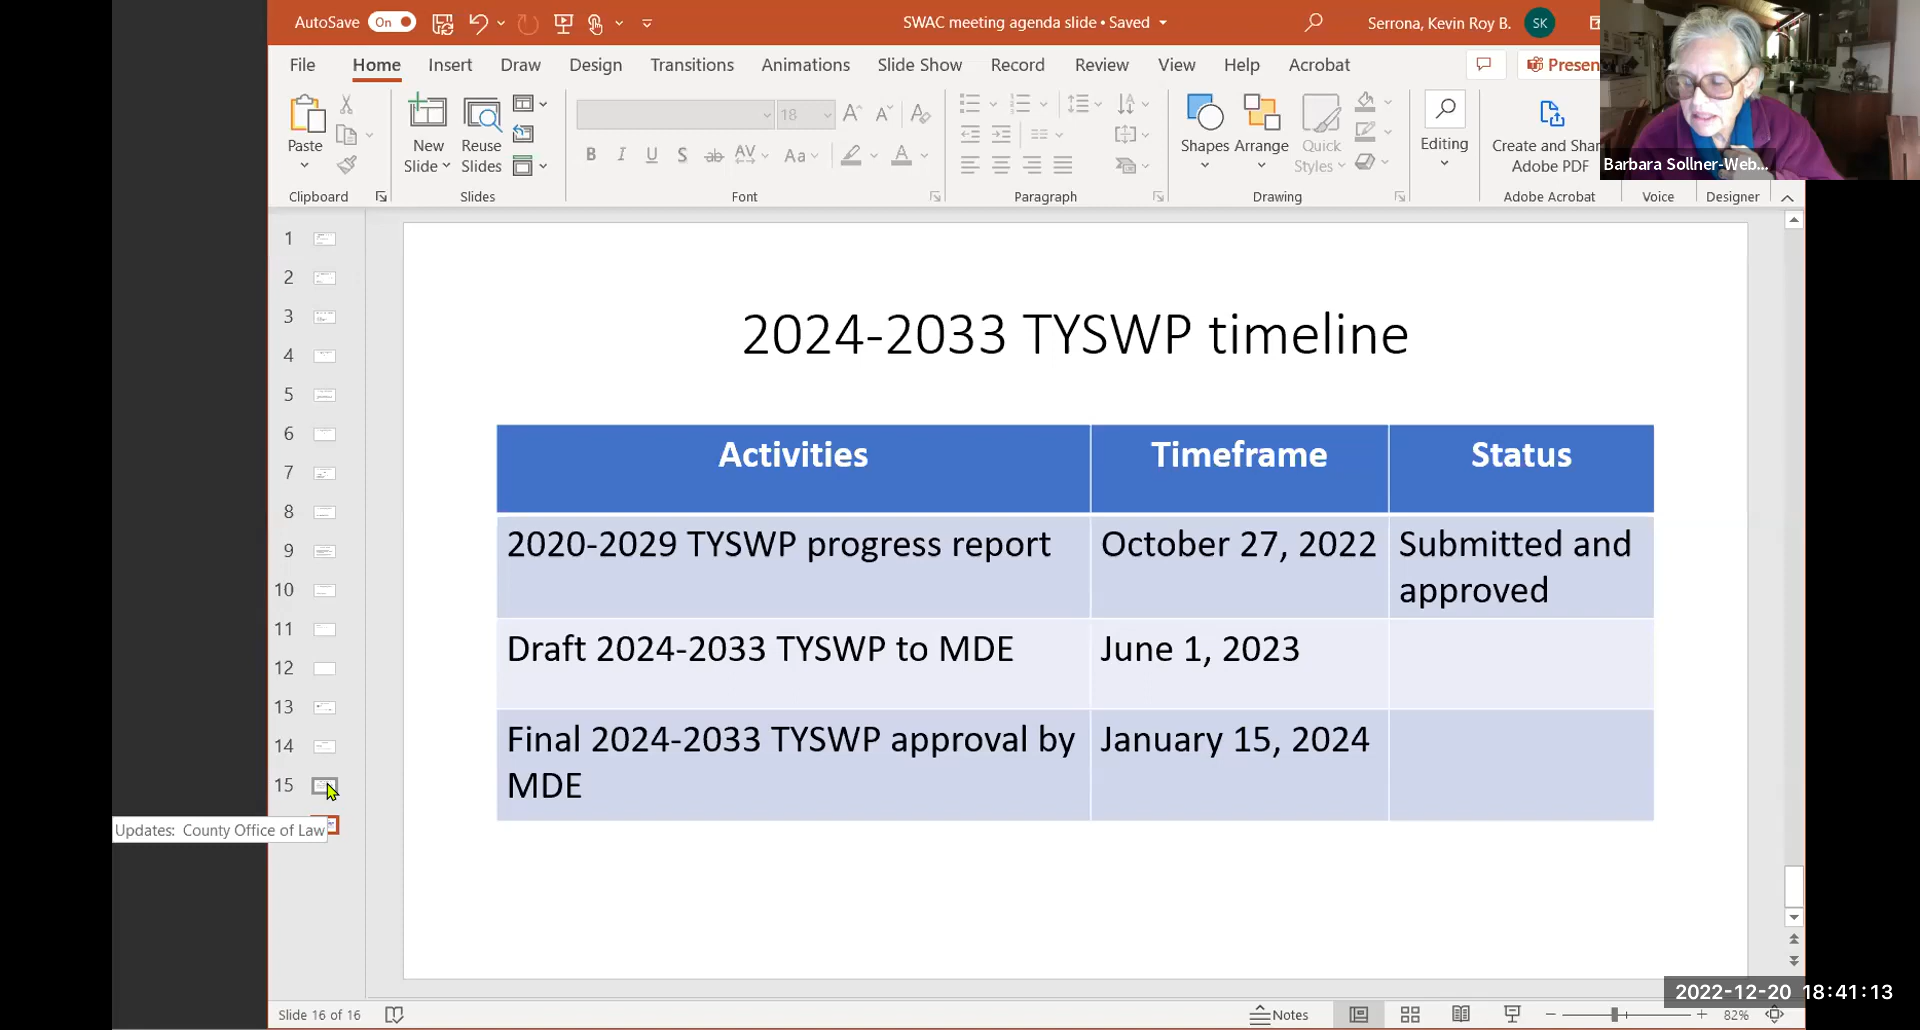 AutoSave On SWAC meeting agenda slide • Saved Serrona, Kevin Roy B. SK
File Home Insert Draw Design Transitions Animations Slide Show Record Review View Help Acrobat Presen
Paste
New Slide
Reuse Slides
18
B I U S ab AV Aa A
Shapes
Arrange
Quick Styles
Editing
Create and Shar
Adobe PDF
Barbara Sollner-Web...
Clipboard Slides Font Paragraph Drawing Adobe Acrobat Voice Designer
1
2
3
4
5
6
7
8
9
10
11
12
13
14
15
Updates: County Office of Law
2024-2033 TYSWP timeline
Activities Timeframe Status
2020-2029 TYSWP progress report October 27, 2022 Submitted and
approved
Draft 2024-2033 TYSWP to MDE June 1, 2023
Final 2024-2033 TYSWP approval by January 15, 2024
MDE
2022-12-20 18:41:13
Slide 16 of 16 Notes 82%